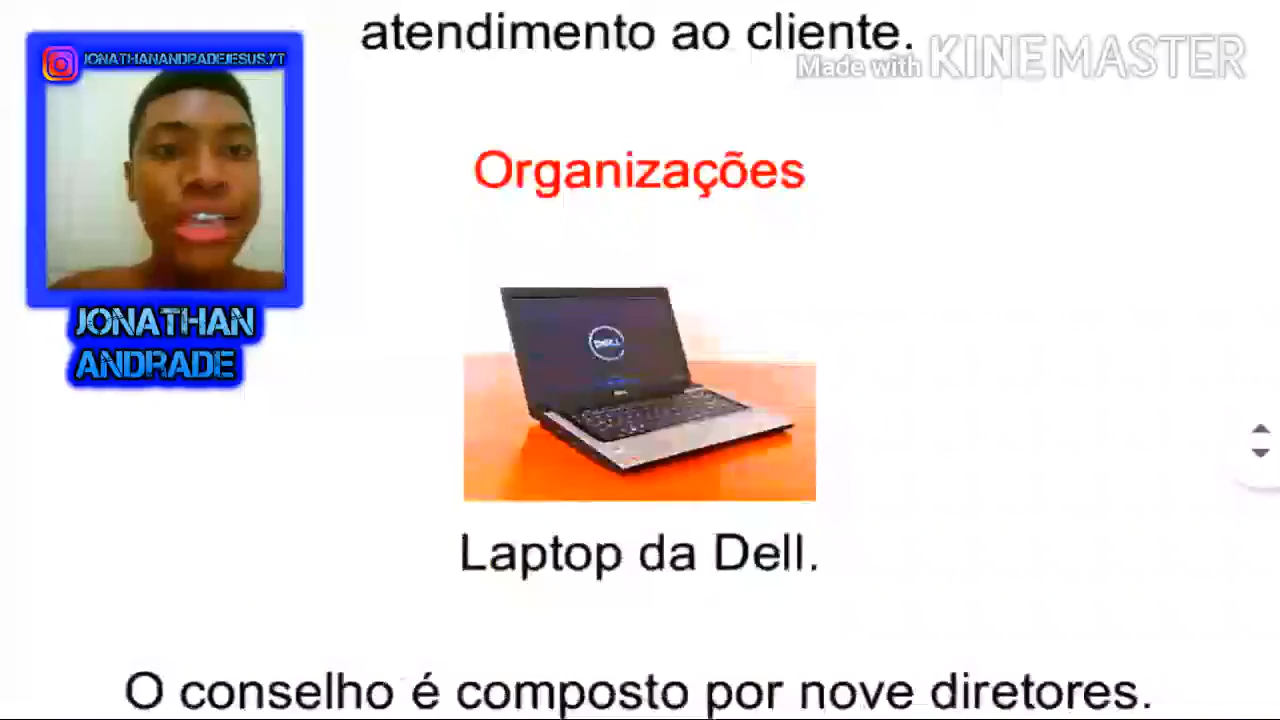 atendimento ao cliente.
Made with KINEMASTER
JONATHANANDRADEJESUS.YT
Organizações
DELL
JONATHAN
ANDRADE
Laptop da Dell.
O conselho é composto por nove diretores.